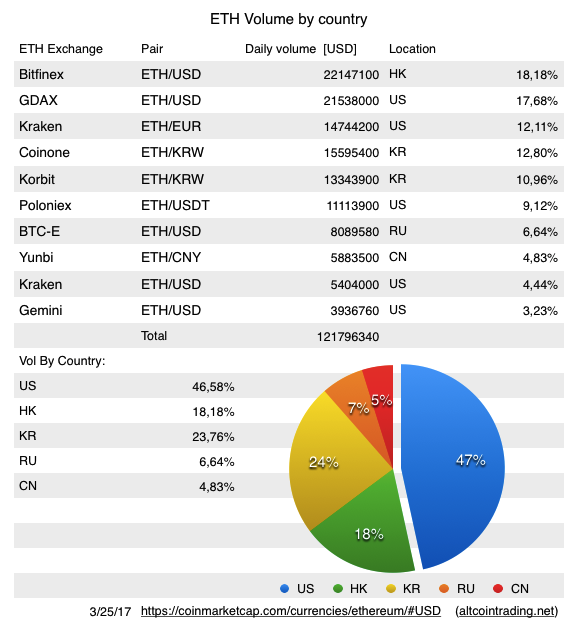 ETH Volume by country
ETH Exchange Pair Daily volume [USD] Location
Bitfinex ETH/USD 22147100 HK 18,18%
GDAX ETH/USD 21538000 US 17,68%
Kraken ETH/EUR 14744200 US 12,11%
Coinone ETH/KRW 15595400 KR 12,80%
Korbit ETH/KRW 13343900 KR 10,96%
Poloniex ETH/USDT 11113900 US 9,12%
BTC-E ETH/USD 8089580 RU 6,64%
Yunbi ETH/CNY 5883500 CN 4,83%
Kraken ETH/USD 5404000 US 4,44%
Gemini ETH/USD 3936760 US 3,23%
Total 121796340
Vol By Country:
US 46,58%
HK 18,18%
KR 23,76%
RU 6,64%
CN 4,83%
5%
7%
47%
24%
18%
US HK KR RU CN
3/25/17 https://coinmarketcap.com/currencies/ethereum/#USD (altcointrading.net)